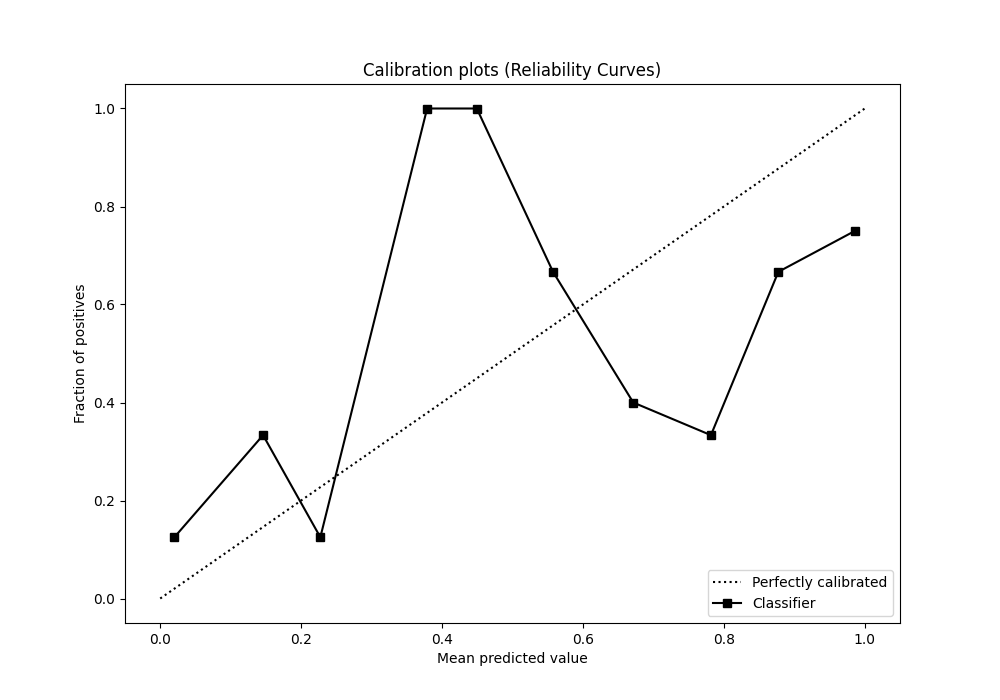 Calibration plots (Reliability Curves)
1.0
0.8
0.6
0.4
0.2
0.0
Fraction of positives
0.0 0.2 0.4 0.6 0.8 1.0
Mean predicted value
Perfectly calibrated
Classifier